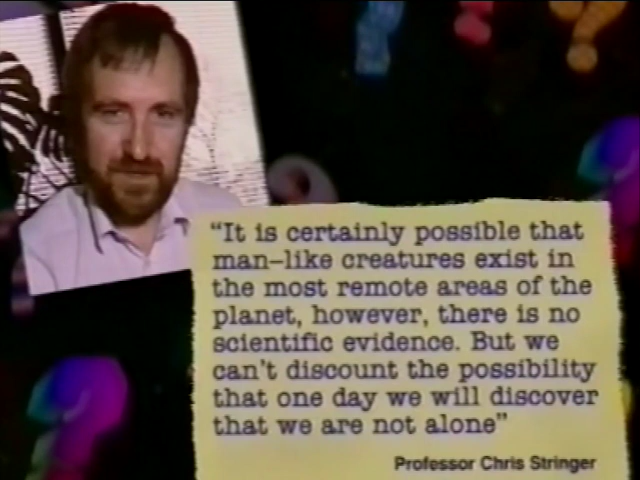 "It is certainly possible that
man-like creatures exist in
the most remote areas of the
planet, however, there is no
scientific evidence. But we
can't discount the possibility
that one day we will discover
that we are not alone"
Professor Chris Stringer